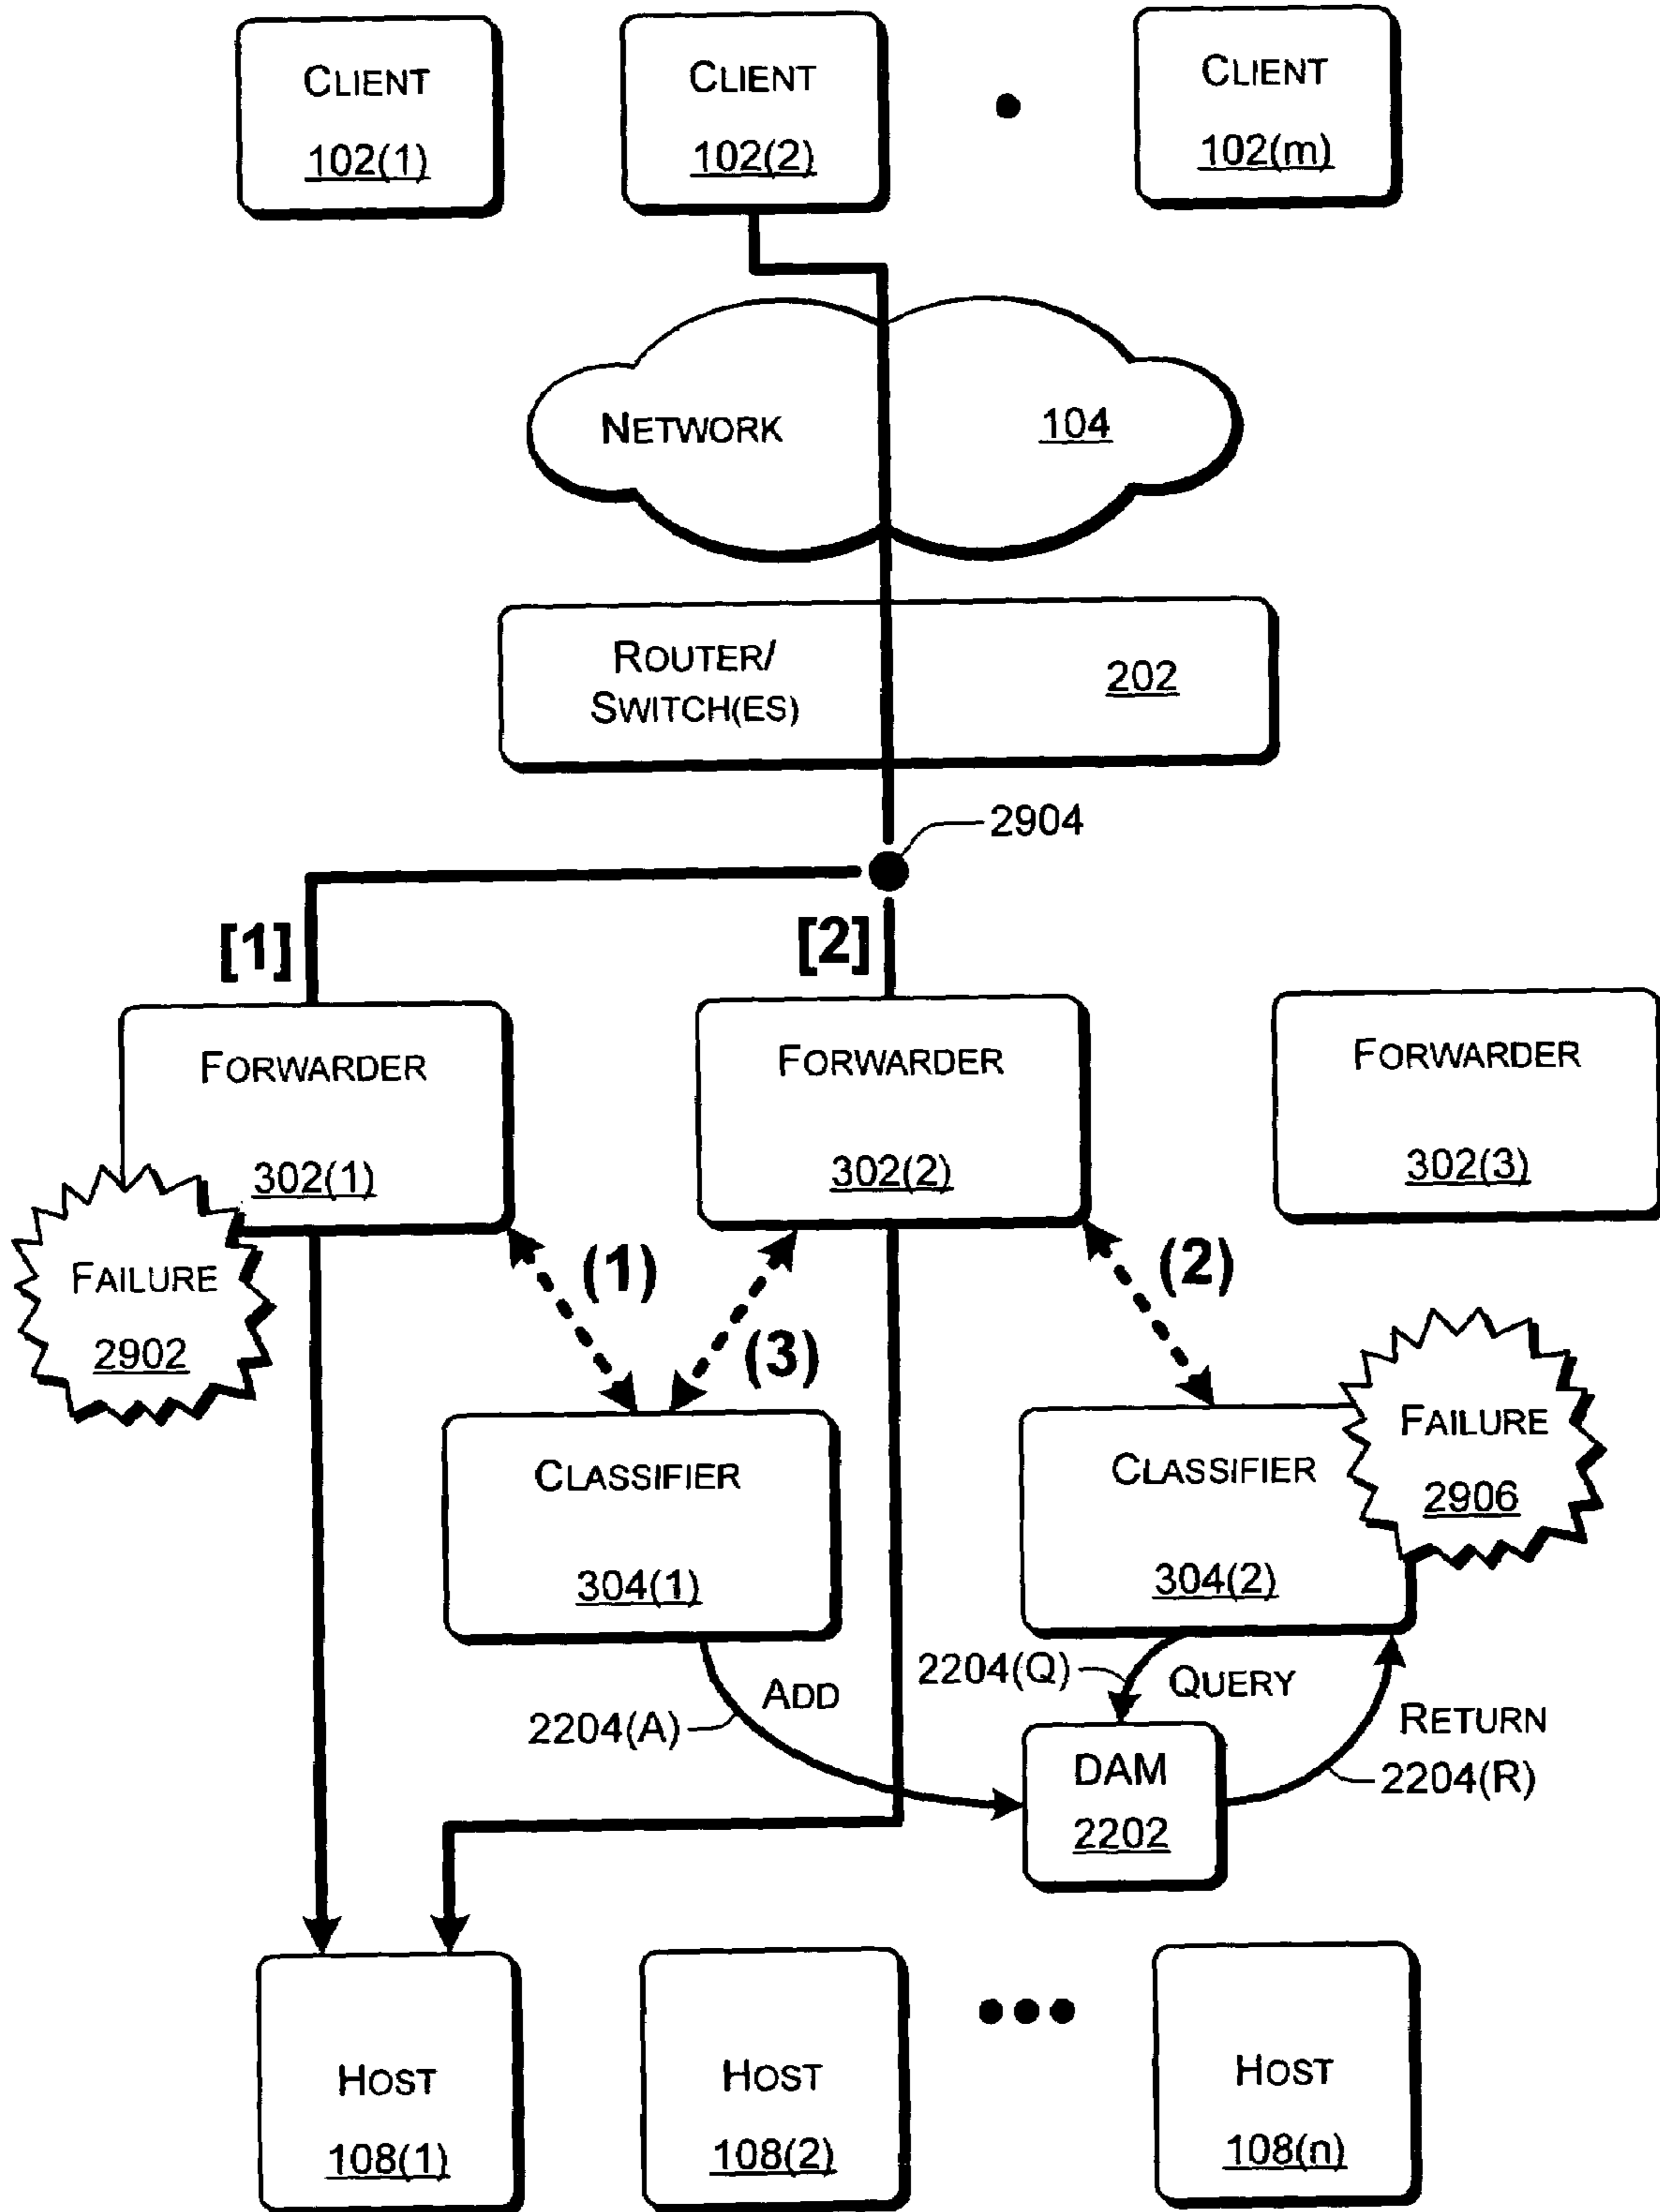 CLIENT
102(1)
CLIENT
102(2)
CLIENT
102(m)
NETWORK
104
ROUTER/
SWITCH(ES)
202
2904
[1]
[2]
FORWARDER
302(1)
FORWARDER
302(2)
FORWARDER
302(3)
FAILURE
2902
(1)
(3)
(2)
CLASSIFIER
304(1)
CLASSIFIER
304(2)
FAILURE
2906
2204(A)
ADD
2204(Q)
QUERY
RETURN
2204(R)
DAM
2202
HOST
108(1)
HOST
108(2)
HOST
108(n)